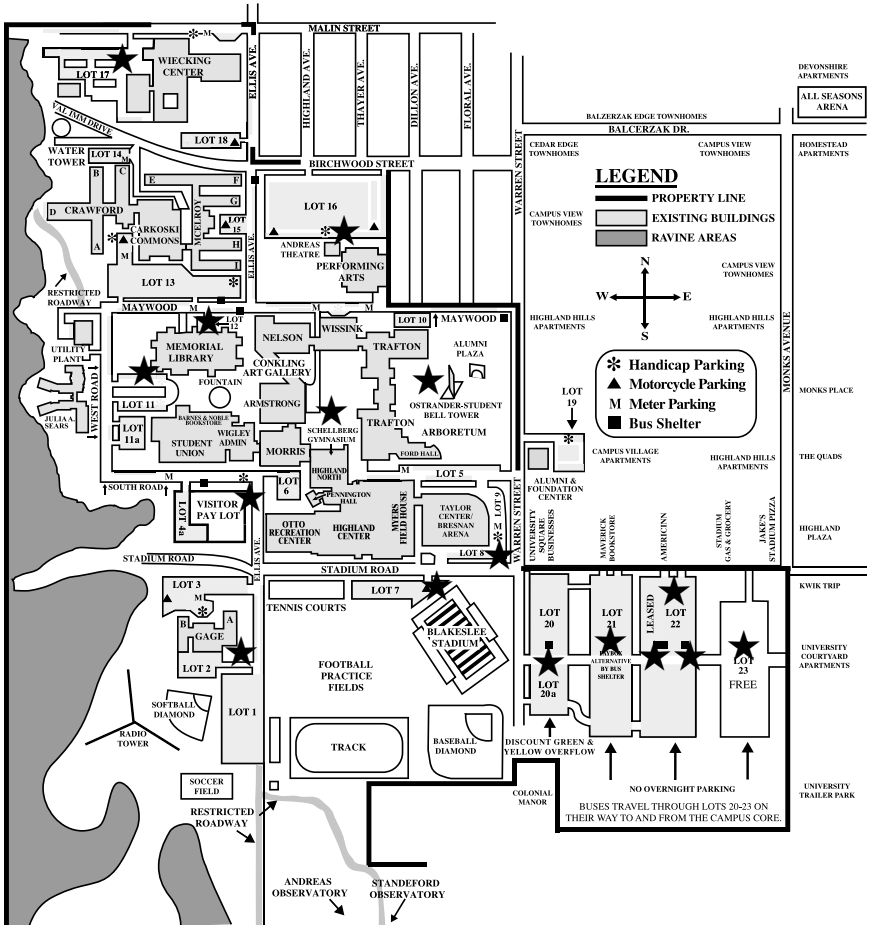 MALIN STREET
M
LOT 17
WIECKING
CENTER
ELLIS AVE.
HIGHLAND AVE.
THAYER AVE.
DILLON AVE.
FLORAL AVE.
DEVONSHIRE
APARTMENTS
ALL SEASONS
ARENA
VAL IMM DRIVE
BALZERZAK EDGE TOWNHOMES
BALCERZAK DR.
WATER
TOWER
LOT 14
M
LOT 18
BIRCHWOOD STREET
WARREN STREET
CEDAR EDGE
TOWNHOMES
CAMPUS VIEW
TOWNHOMES
HOMESTEAD
APARTMENTS
B
C
D
A
CRAWFORD
E
F
G
H
I
MCELROY
CARKOSKI
COMMONS
LOT
15
ELLIS AVE.
LOT 16
ANDREAS
THEATRE
PERFORMING
ARTS
LEGEND
PROPERTY LINE
EXISTING BUILDINGS
RAVINE AREAS
CAMPUS VIEW
TOWNHOMES
CAMPUS VIEW
TOWNHOMES
N
W
E
S
M
LOT 13
RESTRICTED
ROADWAY
MAYWOOD
M
M
M
LOT
12
HIGHLAND HILLS
APARTMENTS
HIGHLAND HILLS
APARTMENTS
MONKS AVENUE
UTILITY
PLANT
MEMORIAL
LIBRARY
NELSON
WISSINK
LOT 10
MAYWOOD
TRAFTON
ALUMNI
PLAZA
CONKLING
ART GALLERY
FOUNTAIN
Handicap Parking
Motorcycle Parking
M
Meter Parking
Bus Shelter
JULIA A.
SEARS
WEST ROAD
LOT 11
LOT
11a
BARNES & NOBLE
BOOKSTORE
STUDENT
UNION
WIGLEY
ADMIN
ARMSTRONG
MORRIS
SCHELLBERG
GYMNASIUM
TRAFTON
OSTRANDER-STUDENT
BELL TOWER
ARBORETUM
FORD HALL
LOT
19
MONKS PLACE
CAMPUS VILLAGE
APARTMENTS
HIGHLAND HILLS
APARTMENTS
THE QUADS
ALUMNI &
FOUNDATION
CENTER
SOUTH ROAD
M
LOT 4a
VISITOR
PAY LOT
LOT
6
HIGHLAND
NORTH
PENNINGTON
HALL
M
LOT 5
OTTO
RECREATION
CENTER
HIGHLAND
CENTER
MYERS
FIELD HOUSE
TAYLOR
CENTER/
BRESNAN
ARENA
LOT 9
M
LOT 8
WARREN STREET
UNIVERSITY
SQUARE
BUSINESSES
MAVERICK
BOOKSTORE
AMERICINN
STADIUM
GAS & GROCERY
JAKE'S
STADIUM PIZZA
HIGHLAND
PLAZA
STADIUM ROAD
ELLIS AVE.
STADIUM ROAD
LOT 3
M
B
A
GAGE
LOT 2
LOT 1
TENNIS COURTS
LOT 7
BLAKESLEE
STADIUM
FOOTBALL
PRACTICE
FIELDS
LOT
20
LOT
20a
LOT
21
PAYBOX
ALTERNATIVE
BY BUS
SHELTER
LEASED
LOT
22
LOT
23
FREE
KWIK TRIP
UNIVERSITY
COURTYARD
APARTMENTS
SOFTBALL
DIAMOND
RADIO
TOWER
TRACK
BASEBALL
DIAMOND
DISCOUNT GREEN &
YELLOW OVERFLOW
SOCCER
FIELD
RESTRICTED
ROADWAY
COLONIAL
MANOR
NO OVERNIGHT PARKING
BUSES TRAVEL THROUGH LOTS 20-23 ON
THEIR WAY TO AND FROM THE CAMPUS CORE.
UNIVERSITY
TRAILER PARK
ANDREAS
OBSERVATORY
STANDEFORD
OBSERVATORY